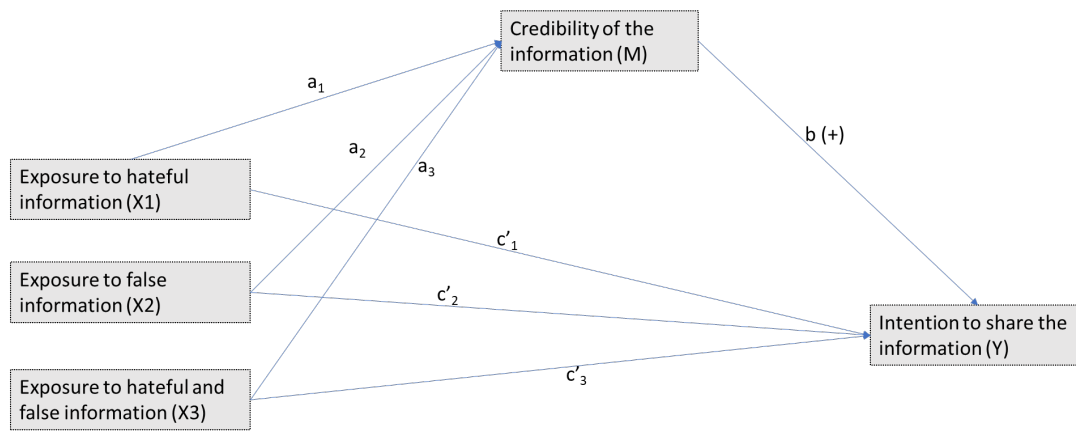 Credibility of the
information (M)
a₁
b (+)
a₂
a₃
Exposure to hateful
information (X1)
c’₁
Exposure to false
information (X2)
c’₂
Intention to share the
information (Y)
Exposure to hateful and
false information (X3)
c’₃